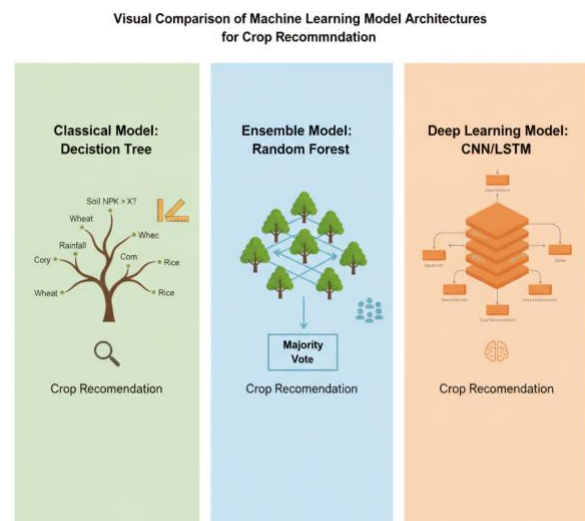 Visual Comparison of Machine Learning Model Architectures
for Crop Recommndation
Classical Model:
Decistion Tree
Soil NPK > X?
Wheat
Whec
Rainfall
Cory
Com
Rice
Wheat
Rice
Crop Recomendation
Ensemble Model:
Random Forest
Majority
Vote
Crop Recomendation
Deep Learning Model:
CNN/LSTM
Crop Recomendation